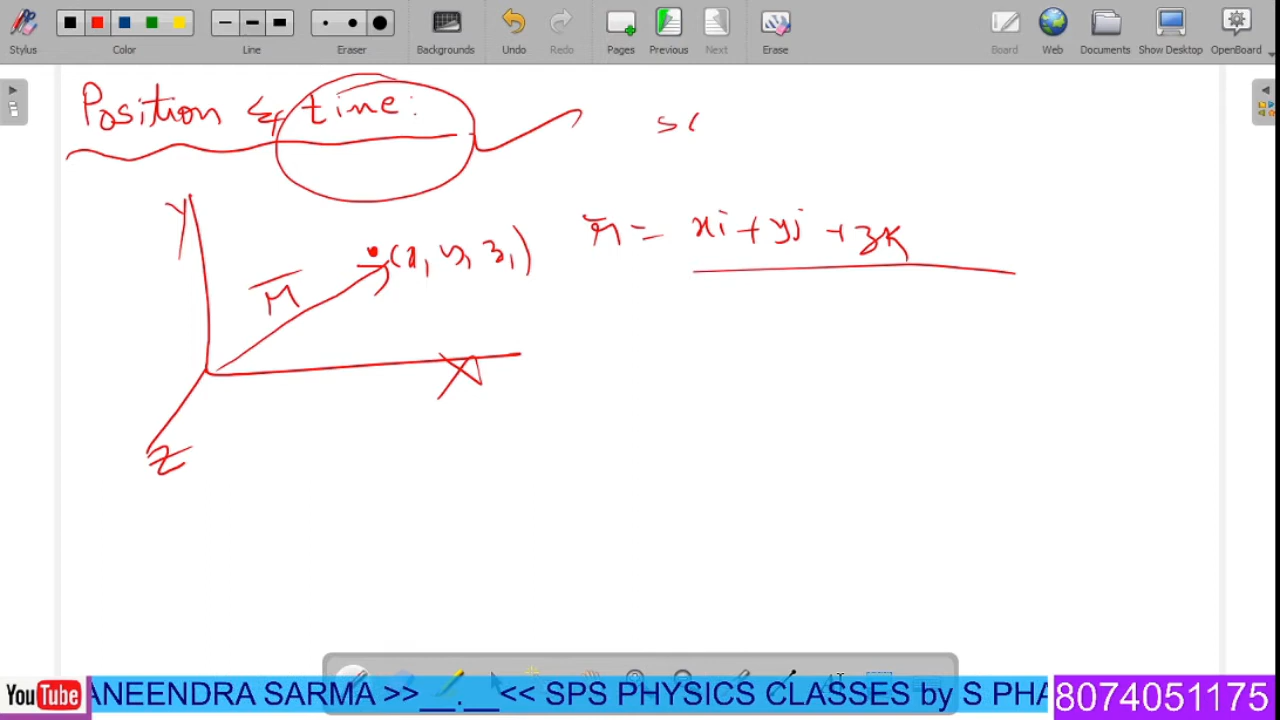 Stylus Color Line Eraser Backgrounds Undo Redo Pages Previous Next Erase Board Web Documents Show Desktop OpenBoard
Position & time:
Y
(x, y, z,)
r̄ = xi + yj + zk
r̄
X
Z
YouTube ANEENDRA SARMA >> __.__<< SPS PHYSICS CLASSES by S PHA 8074051175